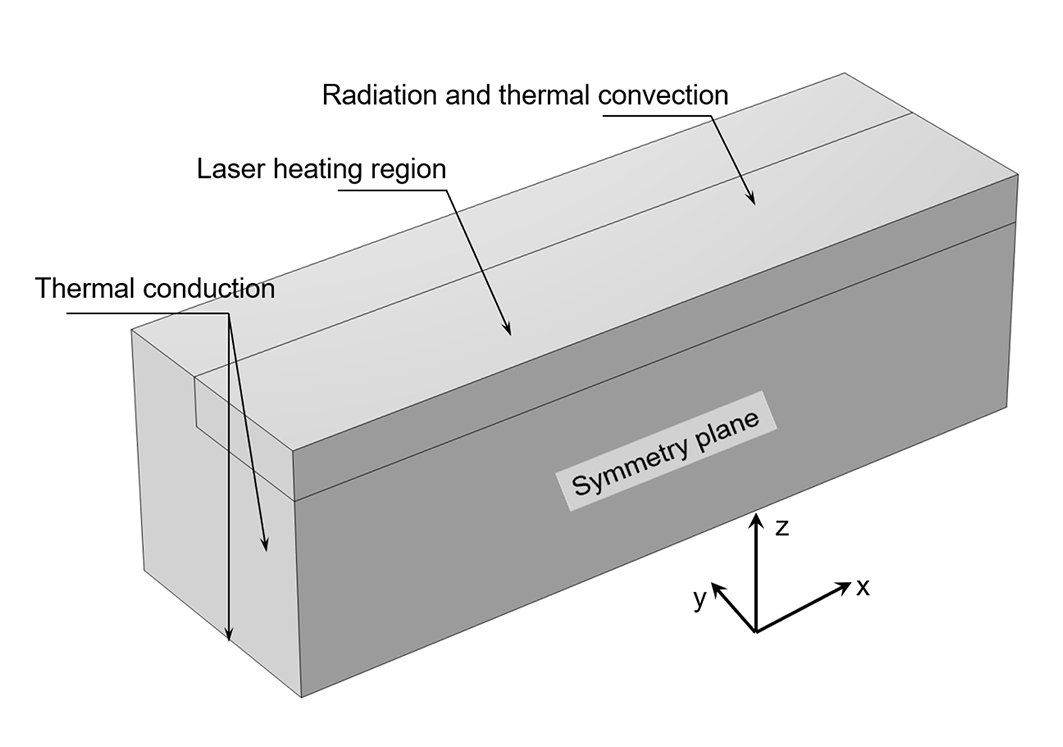 Radiation and thermal convection
Laser heating region
Thermal conduction
Symmetry plane
z
y
x